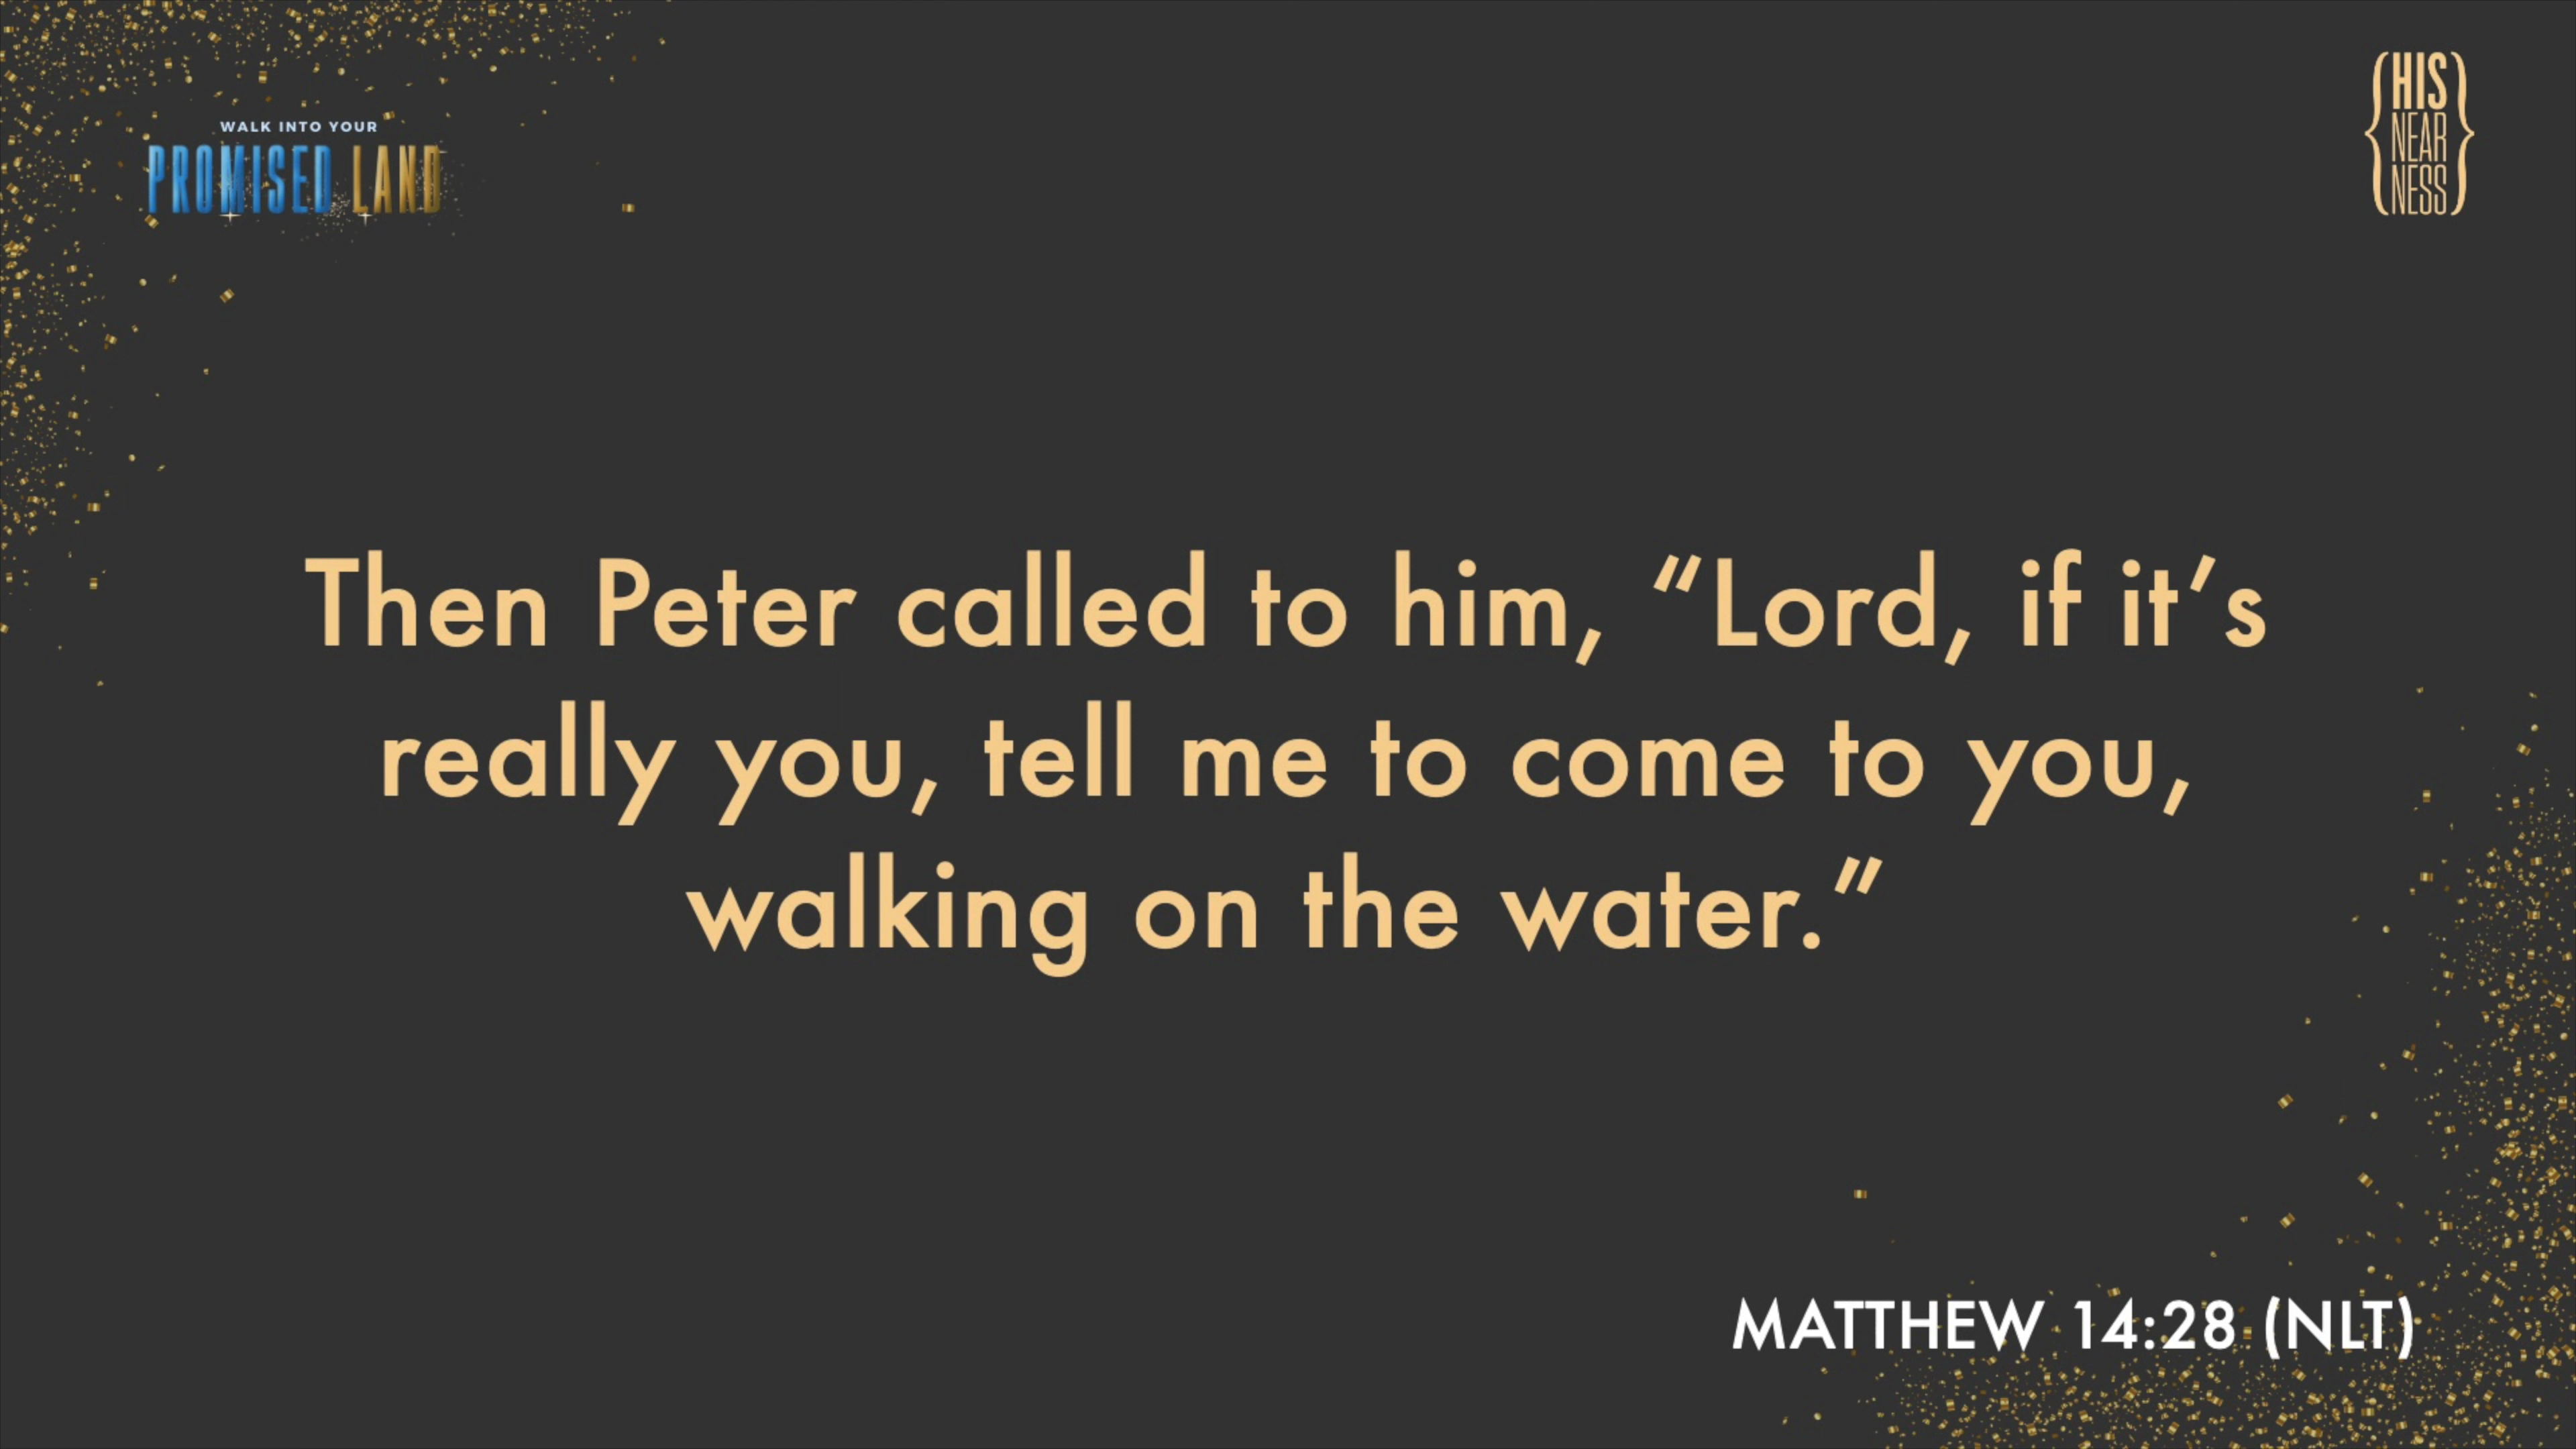 WALK INTO YOUR
PROMISED LAND
{HIS
NEAR
NESS}
Then Peter called to him, “Lord, if it’s
really you, tell me to come to you,
walking on the water.”
MATTHEW 14:28 (NLT)